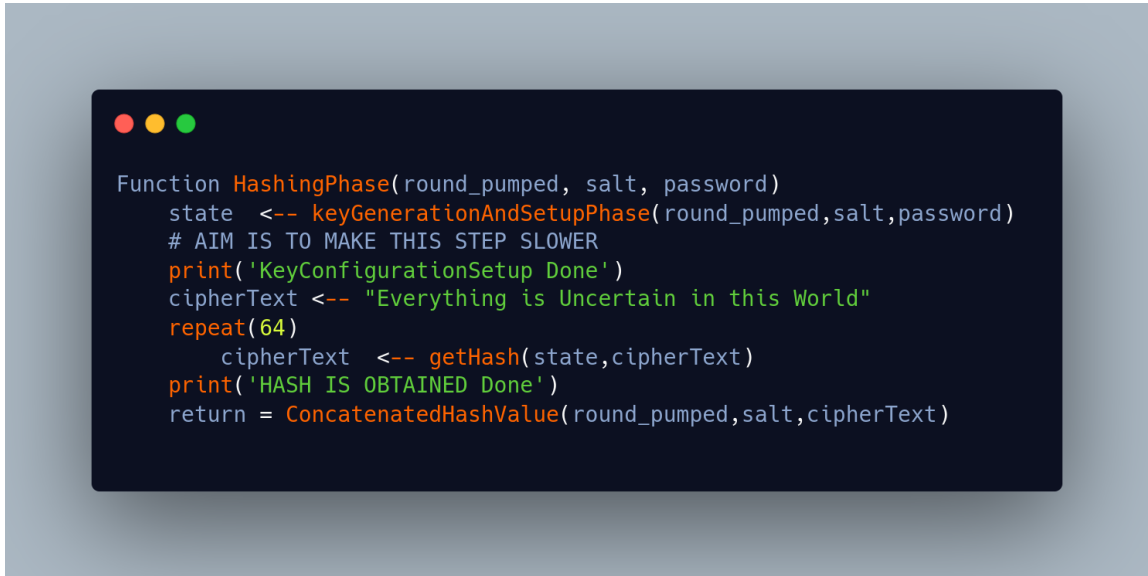 Function HashingPhase(round_pumped, salt, password)
    state  <-- keyGenerationAndSetupPhase(round_pumped,salt,password)
    # AIM IS TO MAKE THIS STEP SLOWER
    print('KeyConfigurationSetup Done')
    cipherText <-- "Everything is Uncertain in this World"
    repeat(64)
        cipherText  <-- getHash(state,cipherText)
    print('HASH IS OBTAINED Done')
    return = ConcatenatedHashValue(round_pumped,salt,cipherText)